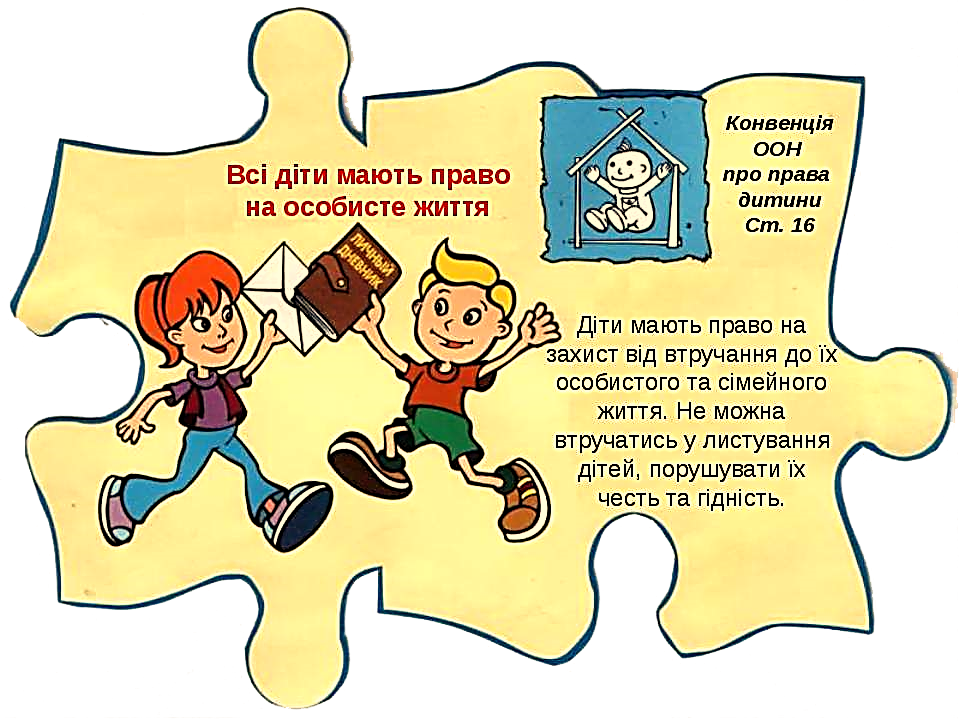 Всі діти мають право
на особисте життя
Конвенція
ООН
про права
дитини
Ст. 16
ЛИЧНЫЙ
ДНЕВНИК
Діти мають право на
захист від втручання до їх
особистого та сімейного
життя. Не можна
втручатись у листування
дітей, порушувати їх
честь та гідність.